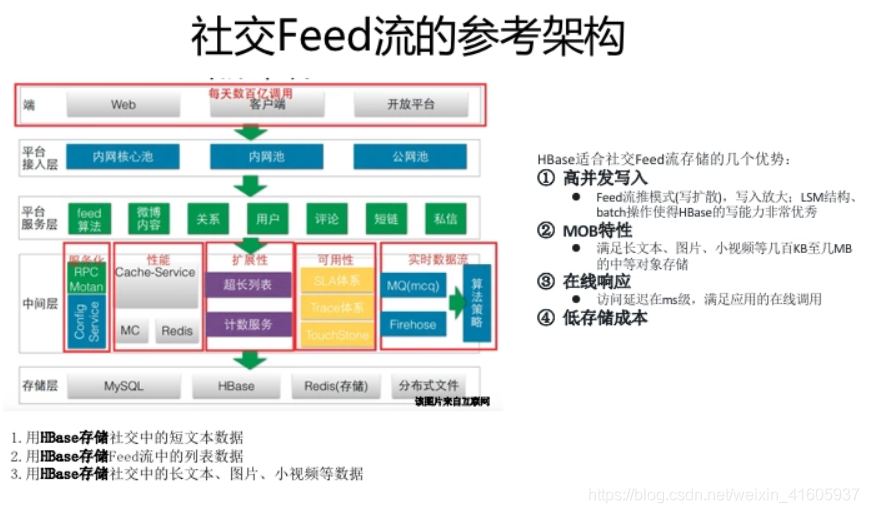 社交Feed流的参考架构
每天数百亿调用
端 Web 客户端 开放平台
平台
接入层
内网核心池 内网池 公网池
平台
服务层
feed
算法
微博
内容
关系 用户 评论 短链 私信
中间层
服务化
RPC
Motan
Config
Service
性能
Cache-Service
MC Redis
扩展性
超长列表
计数服务
可用性
SLA体系
Trace体系
TouchStone
实时数据流
MQ(mcq)
Firehose
算法策略
存储层 MySQL HBase Redis(存储) 分布式文件
该图片来自互联网
HBase适合社交Feed流存储的几个优势:
① 高并发写入
● Feed流推模式(写扩散),写入放大;LSM结构、
batch操作使得HBase的写能力非常优秀
② MOB特性
● 满足长文本、图片、小视频等几百KB至几MB
的中等对象存储
③ 在线响应
● 访问延迟在ms级,满足应用的在线调用
④ 低存储成本
1. 用HBase存储社交中的短文本数据
2. 用HBase存储Feed流中的列表数据
3. 用HBase存储社交中的长文本、图片、小视频等数据
https://blog.csdn.net/weixin_41605937